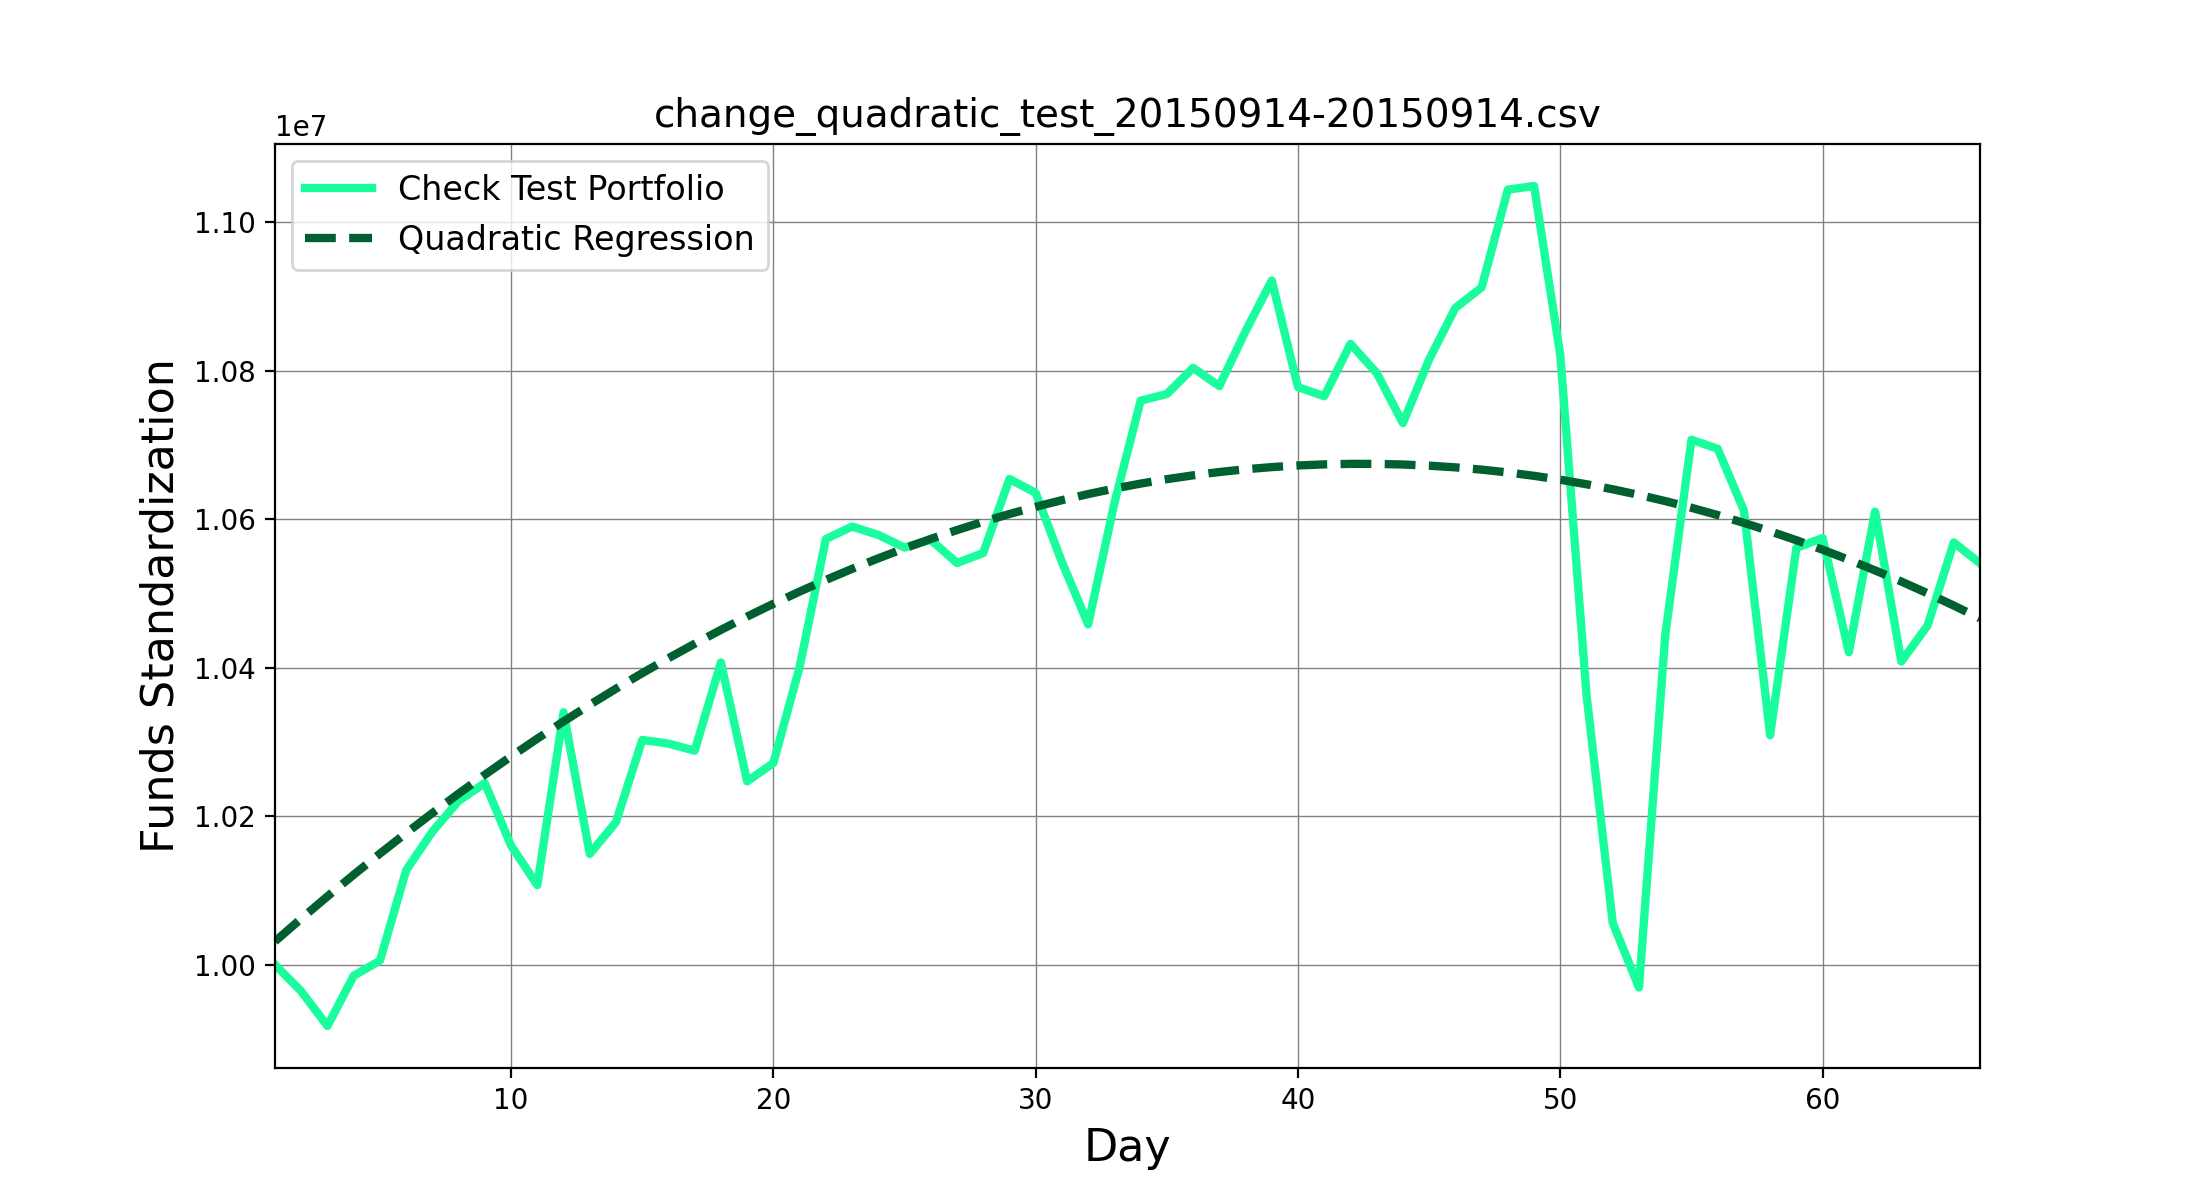 change_quadratic_test_20150914-20150914.csv
1e7
Check Test Portfolio
Quadratic Regression
1.10
1.08
1.06
1.04
1.02
1.00
Funds Standardization
10 20 30 40 50 60
Day